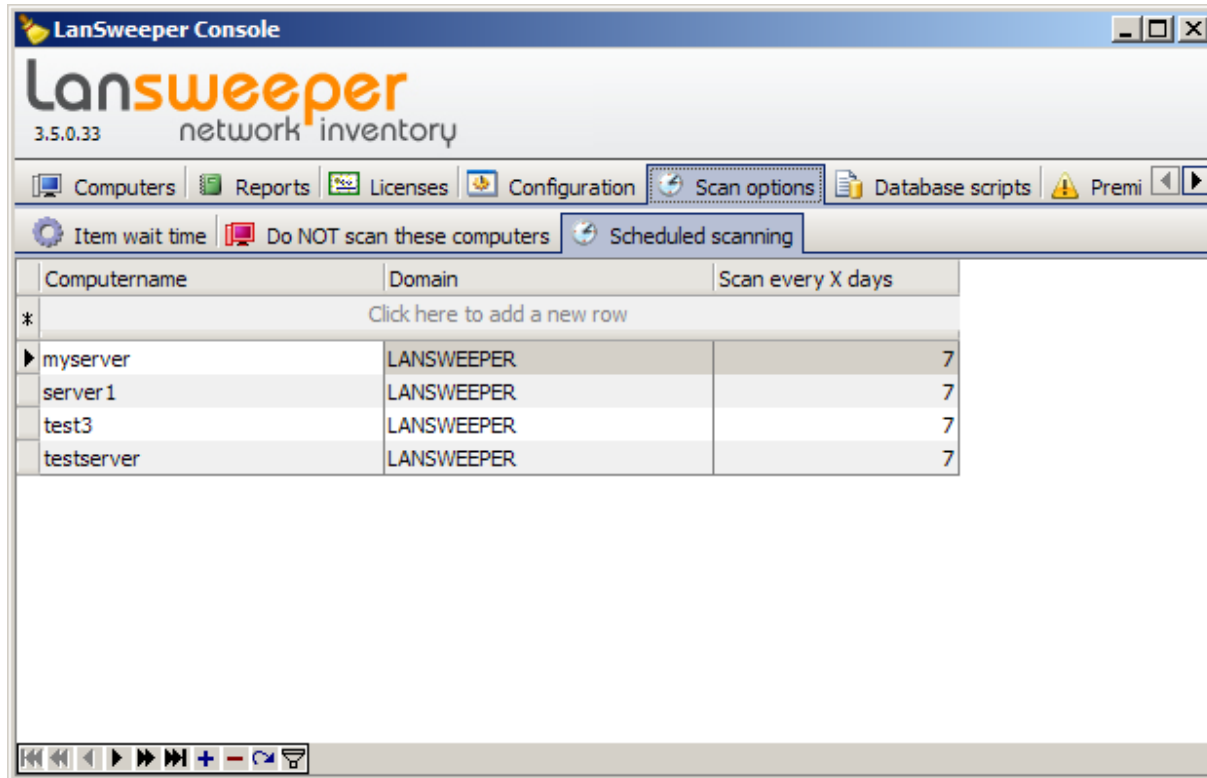 LanSweeper Console
Lansweeper
3.5.0.33 network inventory
Computers Reports Licenses Configuration Scan options Database scripts Premi
Item wait time Do NOT scan these computers Scheduled scanning
Computername Domain Scan every X days
Click here to add a new row
myserver LANSWEEPER 7
server1 LANSWEEPER 7
test3 LANSWEEPER 7
testserver LANSWEEPER 7